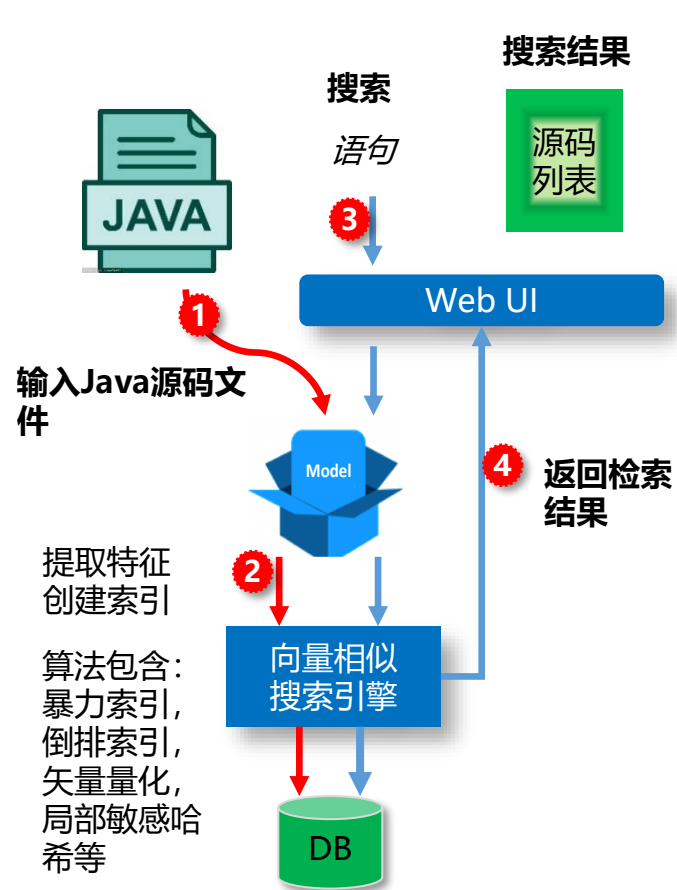 搜索结果
搜索
语句
源码
列表
JAVA
3
Web UI
1
输入Java源码文
件
Model
4
返回检索
结果
2
提取特征
创建索引
向量相似
搜索引擎
算法包含：
暴力索引，
倒排索引，
矢量量化，
局部敏感哈
希等
DB